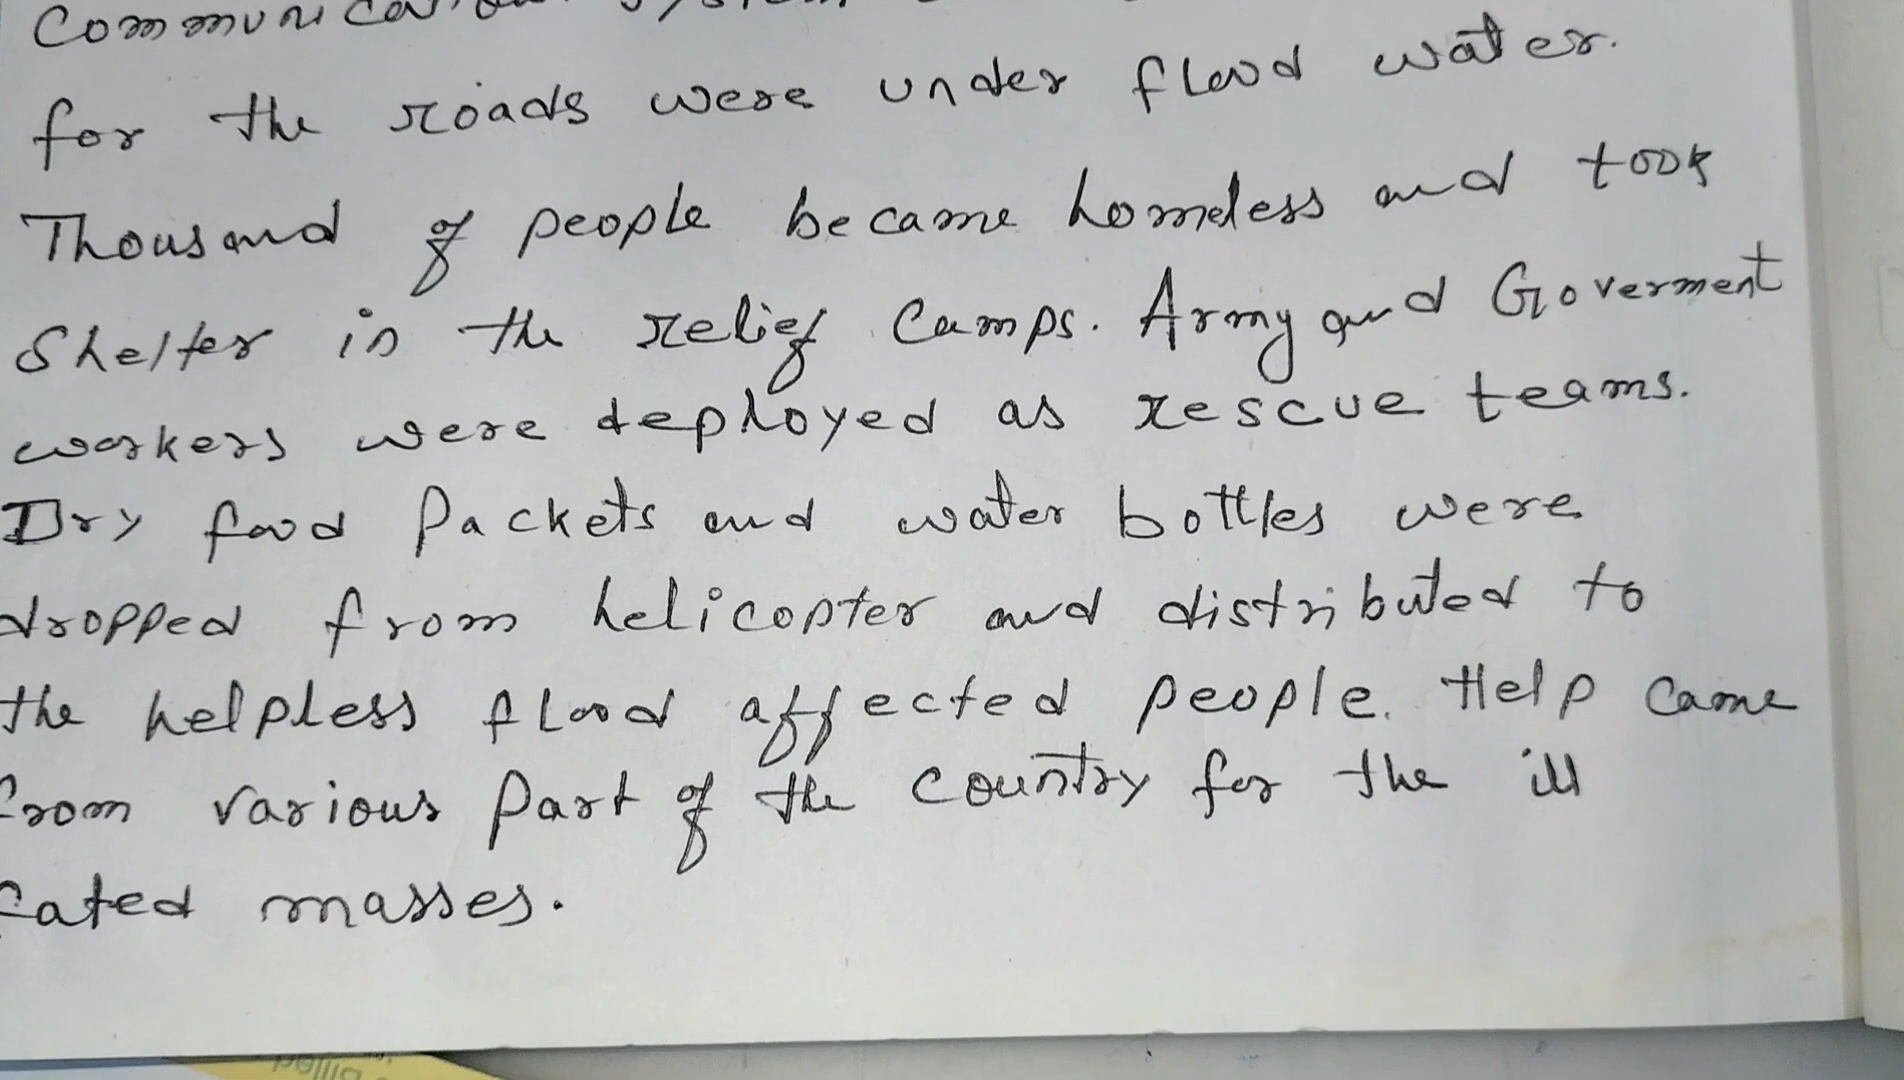 Communication system
for the roads were under flood water.
Thousand of people became homeless and took
Shelter in the relief Camps. Army and Goverment
workers were deployed as rescue teams.
Dry food Packets and water bottles were
dropped from helicopter and distributed to
the helpless flood affected people. Help Came
from various Part of the country for the ill
fated masses.